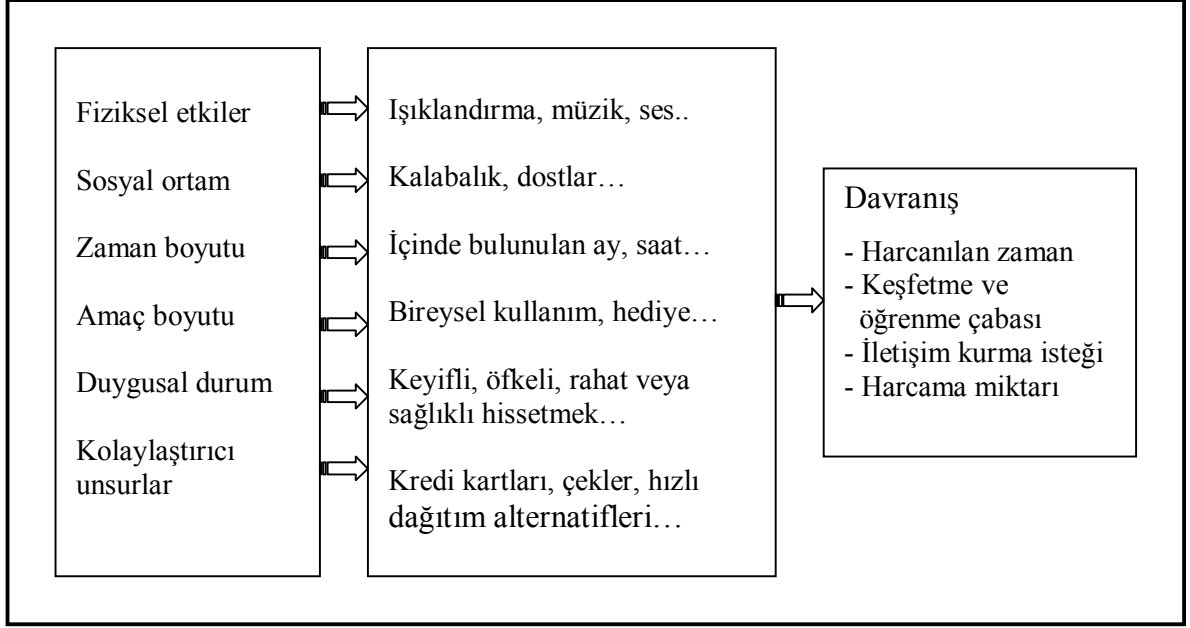 Fiziksel etkiler
Sosyal ortam
Zaman boyutu
Amaç boyutu
Duygusal durum
Kolaylaştırıcı
unsurlar
Işıklandırma, müzik, ses..
Kalabalık, dostlar…
İçinde bulunulan ay, saat…
Bireysel kullanım, hediye…
Keyifli, öfkeli, rahat veya
sağlıklı hissetmek…
Kredi kartları, çekler, hızlı
dağıtım alternatifleri…
Davranış
- Harcanılan zaman
- Keşfetme ve
öğrenme çabası
- İletişim kurma isteği
- Harcama miktarı